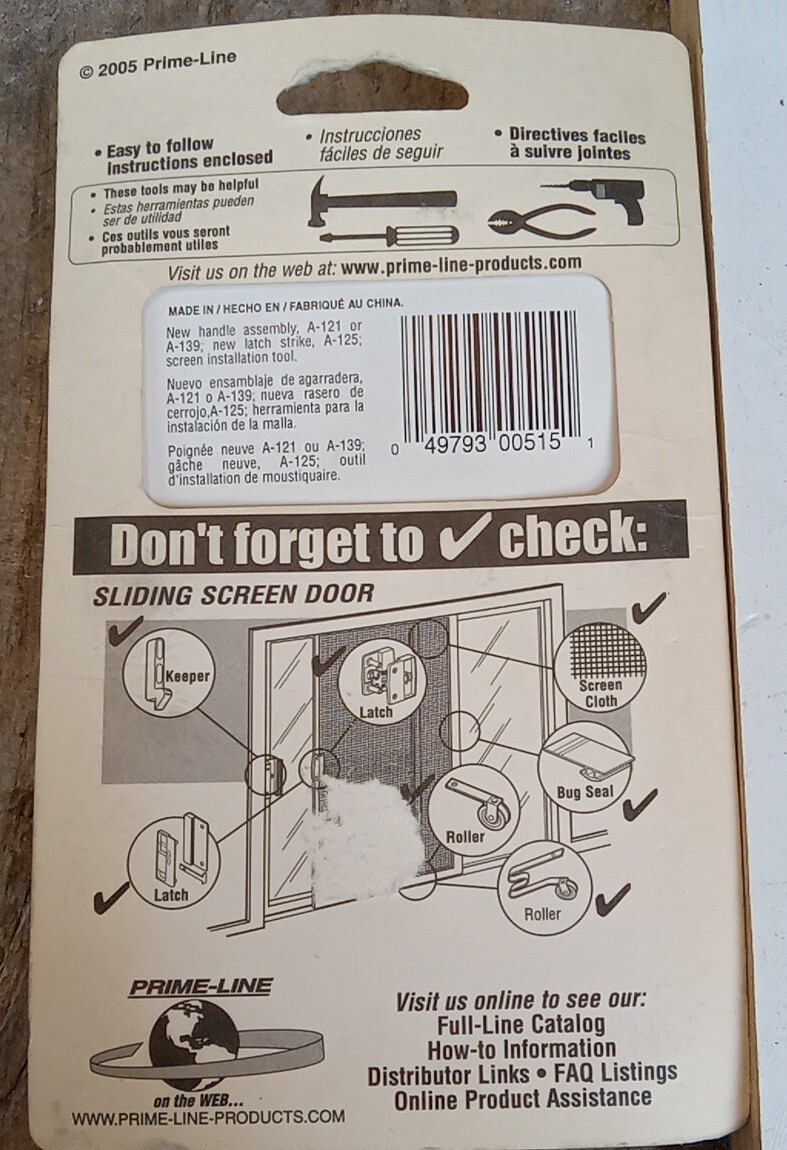 © 2005 Prime-Line
• Easy to follow
instructions enclosed
• Instrucciones
fáciles de seguir
• Directives faciles
à suivre jointes
• These tools may be helpful
• Estas herramientas pueden
ser de utilidad
• Ces outils vous seront
probablement utiles
Visit us on the web at: www.prime-line-products.com
MADE IN / HECHO EN / FABRIQUÉ AU CHINA.
New handle assembly, A-121 or
A-139; new latch strike, A-125;
screen installation tool.
Nuevo ensamblaje de agarradera,
A-121 o A-139; nueva rasero de
cerrojo,A-125; herramienta para la
instalación de la malla.
Poignée neuve A-121 ou A-139;
gâche neuve, A-125; outil
d'installation de moustiquaire.
0 49793 00515 1
Don't forget to ✓ check:
SLIDING SCREEN DOOR
Keeper
Latch
Screen
Cloth
Bug Seal
Roller
Latch
Roller
PRIME-LINE
on the WEB...
WWW.PRIME-LINE-PRODUCTS.COM
Visit us online to see our:
Full-Line Catalog
How-to Information
Distributor Links • FAQ Listings
Online Product Assistance